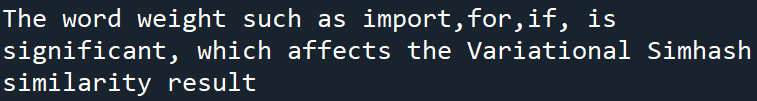 The word weight such as import,for,if, is
significant, which affects the Variational Simhash
similarity result